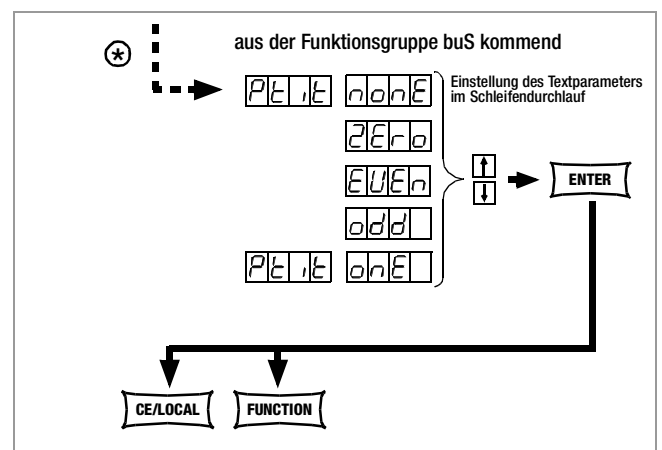 aus der Funktionsgruppe buS kommend
Einstellung des Textparameters
im Schleifendurchlauf
Ptit nonE
ZEro
EUEn
odd
Ptit onE
ENTER
CE/LOCAL FUNCTION